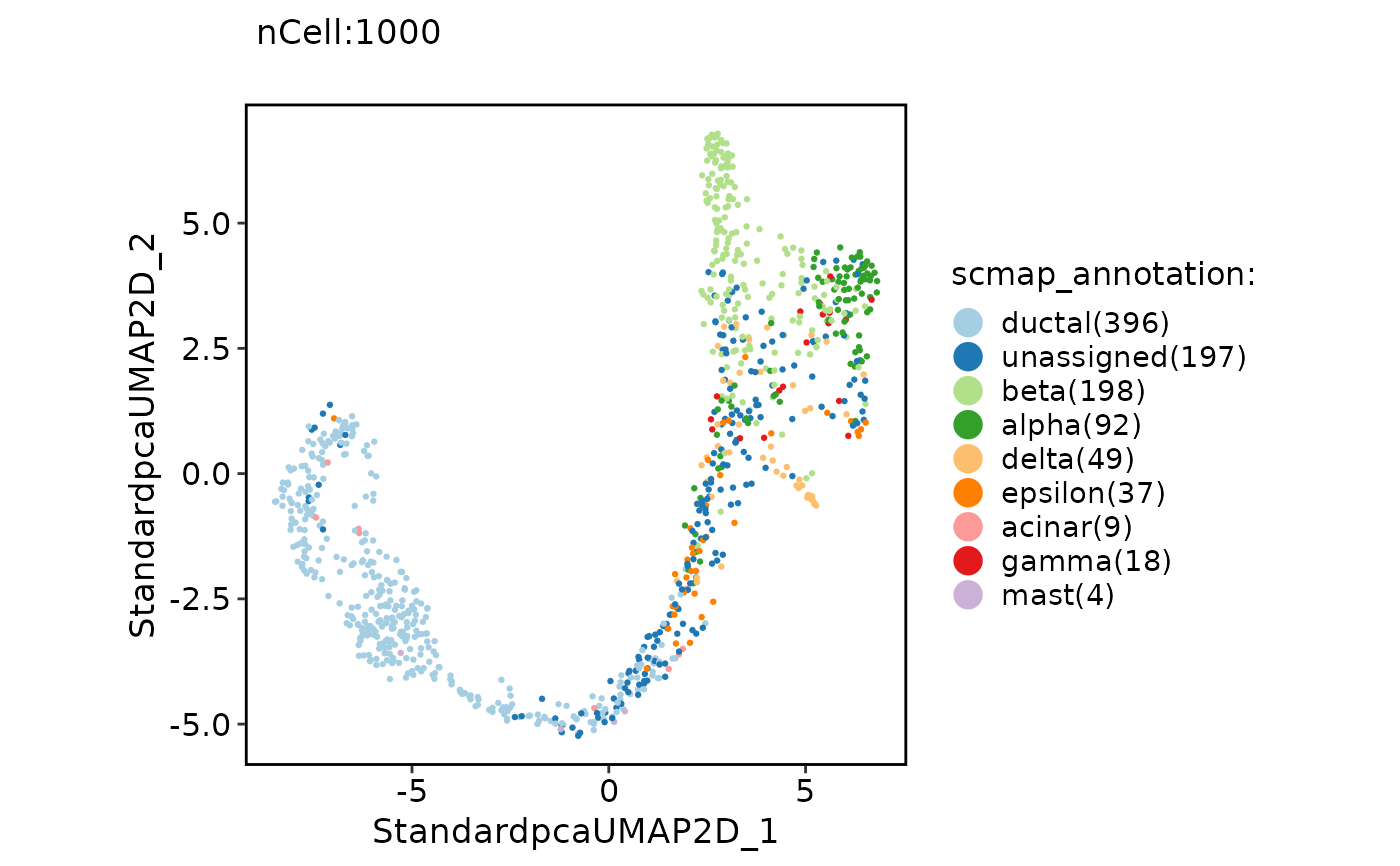 nCell:1000
StandardpcaUMAP2D_2
5.0
2.5
0.0
-2.5
-5.0
-5
0
5
StandardpcaUMAP2D_1
scmap_annotation:
ductal(396)
unassigned(197)
beta(198)
alpha(92)
delta(49)
epsilon(37)
acinar(9)
gamma(18)
mast(4)